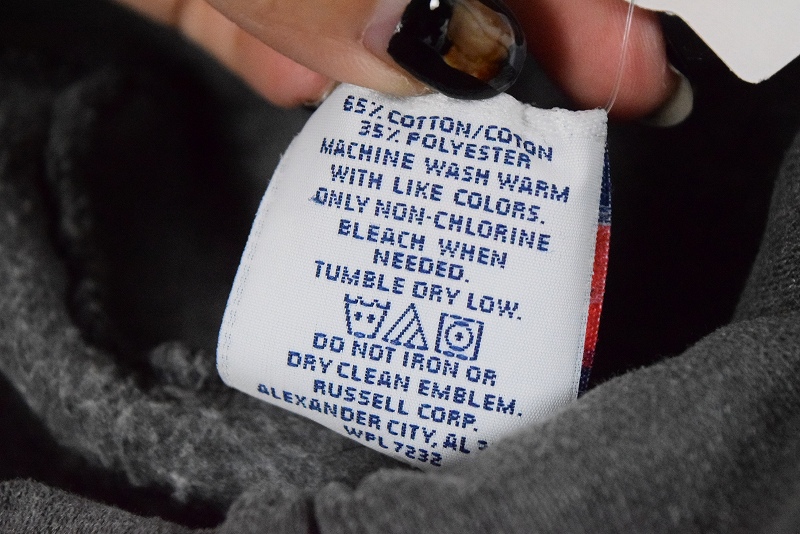 65% COTTON/COTON
35% POLYESTER
MACHINE WASH WARM
WITH LIKE COLORS.
ONLY NON-CHLORINE
BLEACH WHEN
NEEDED.
TUMBLE DRY LOW.
DO NOT IRON OR
DRY CLEAN EMBLEM.
RUSSELL CORP.
ALEXANDER CITY, AL
WPL 7232